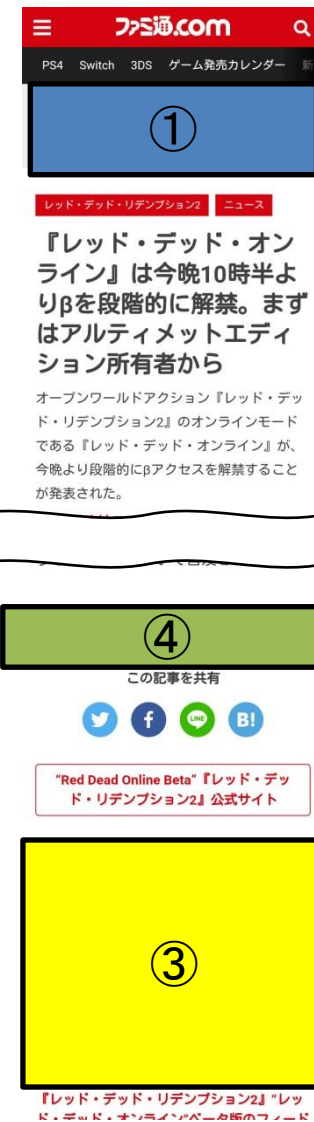 ファミ通.com
PS4 Switch 3DS ゲーム発売カレンダー 新
①
レッド・デッド・リデンプション2 ニュース
『レッド・デッド・オン
ライン』は今晩10時半よ
りβを段階的に解禁。まず
はアルティメットエディ
ション所有者から
オープンワールドアクション『レッド・デッ
ド・リデンプション2』のオンラインモード
である『レッド・デッド・オンライン』が、
今晩より段階的にβアクセスを解禁すること
が発表された。
④
この記事を共有
LINE B!
“Red Dead Online Beta”『レッド・デッ
ド・リデンプション2』公式サイト
③
『レッド・デッド・リデンプション2』“レッ
ド・デッド・オンライン”ベータ版のフィード